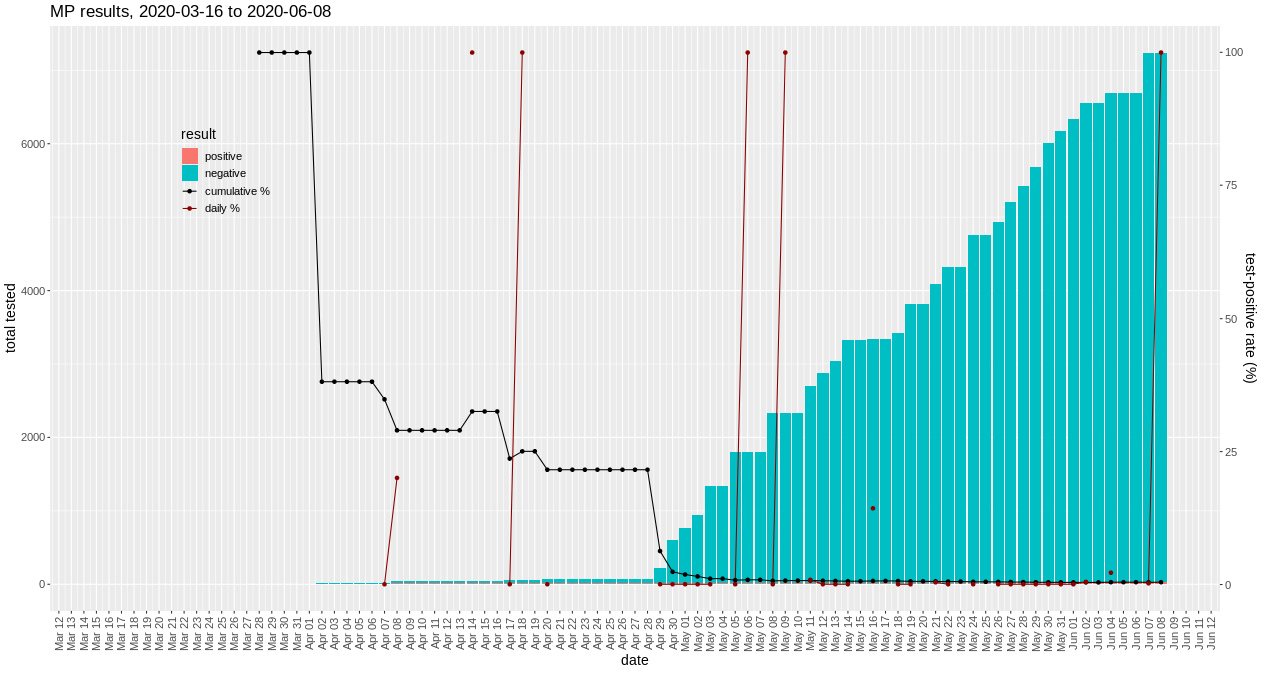 MP results, 2020-03-16 to 2020-06-08
result
positive
negative
cumulative %
daily %
total tested
6000
4000
2000
0
100
75
50
25
0
test-positive rate (%)
Mar 12
Mar 13
Mar 14
Mar 15
Mar 16
Mar 17
Mar 18
Mar 19
Mar 20
Mar 21
Mar 22
Mar 23
Mar 24
Mar 25
Mar 26
Mar 27
Mar 28
Mar 29
Mar 30
Mar 31
Apr 01
Apr 02
Apr 03
Apr 04
Apr 05
Apr 06
Apr 07
Apr 08
Apr 09
Apr 10
Apr 11
Apr 12
Apr 13
Apr 14
Apr 15
Apr 16
Apr 17
Apr 18
Apr 19
Apr 20
Apr 21
Apr 22
Apr 23
Apr 24
Apr 25
Apr 26
Apr 27
Apr 28
Apr 29
Apr 30
May 01
May 02
May 03
May 04
May 05
May 06
May 07
May 08
May 09
May 10
May 11
May 12
May 13
May 14
May 15
May 16
May 17
May 18
May 19
May 20
May 21
May 22
May 23
May 24
May 25
May 26
May 27
May 28
May 29
May 30
May 31
Jun 01
Jun 02
Jun 03
Jun 04
Jun 05
Jun 06
Jun 07
Jun 08
Jun 09
Jun 10
Jun 11
Jun 12
date